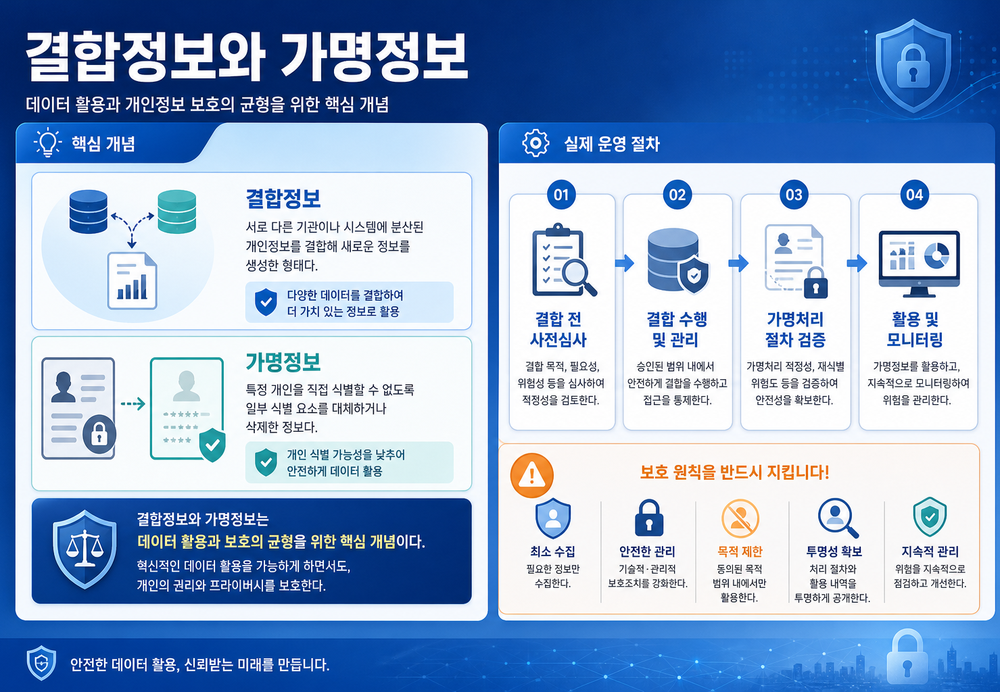 결합정보와 가명정보
데이터 활용과 개인정보 보호의 균형을 위한 핵심 개념
핵심 개념
결합정보
서로 다른 기관이나 시스템에 분산된
개인정보를 결합해 새로운 정보를
생성한 형태다.
다양한 데이터를 결합하여
더 가치 있는 정보로 활용
가명정보
특정 개인을 직접 식별할 수 없도록
일부 식별 요소를 대체하거나
삭제한 정보다.
개인 식별 가능성을 낮추어
안전하게 데이터 활용
결합정보와 가명정보는
데이터 활용과 보호의 균형을 위한 핵심 개념이다.
혁신적인 데이터 활용을 가능하게 하면서도,
개인의 권리와 프라이버시를 보호한다.
실제 운영 절차
01
결합 전
사전심사
결합 목적, 필요성,
위험성 등을 심사하여
적정성을 검토한다.
02
결합 수행
및 관리
승인된 범위 내에서
안전하게 결합을 수행하고
접근을 통제한다.
03
가명처리
절차 검증
가명처리 적정성, 재식별
위험도 등을 검증하여
안전성을 확보한다.
04
활용 및
모니터링
가명정보를 활용하고,
지속적으로 모니터링하여
위험을 관리한다.
보호 원칙을 반드시 지킵니다!
최소 수집
필요한 정보만
수집한다.
안전한 관리
기술적·관리적
보호조치를 강화한다.
목적 제한
동의된 목적
범위 내에서만
활용한다.
투명성 확보
처리 절차와
활용 내역을
투명하게 공개한다.
지속적 관리
위험을 지속적으로
점검하고 개선한다.
안전한 데이터 활용, 신뢰받는 미래를 만듭니다.